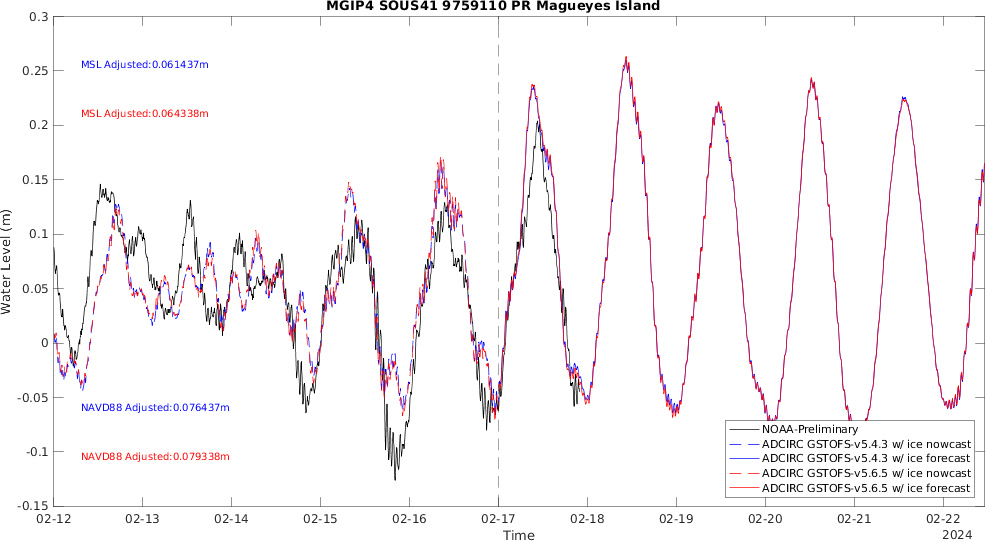 MGIP4 SOUS41 9759110 PR Magueyes Island
0.3
0.25
0.2
0.15
0.1
0.05
0
-0.05
-0.1
-0.15
Water Level (m)
MSL Adjusted:0.061437m
MSL Adjusted:0.064338m
NAVD88 Adjusted:0.076437m
NAVD88 Adjusted:0.079338m
NOAA-Preliminary
ADCIRC GSTOFS-v5.4.3 w/ ice nowcast
ADCIRC GSTOFS-v5.4.3 w/ ice forecast
ADCIRC GSTOFS-v5.6.5 w/ ice nowcast
ADCIRC GSTOFS-v5.6.5 w/ ice forecast
02-12 02-13 02-14 02-15 02-16 02-17 02-18 02-19 02-20 02-21 02-22
Time
2024